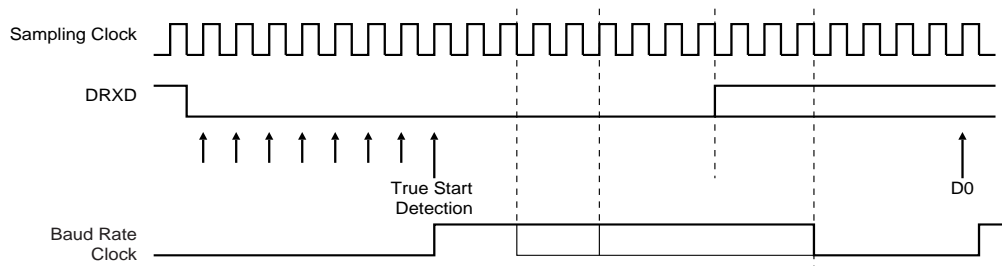 Sampling Clock
DRXD
True Start
Detection
D0
Baud Rate
Clock